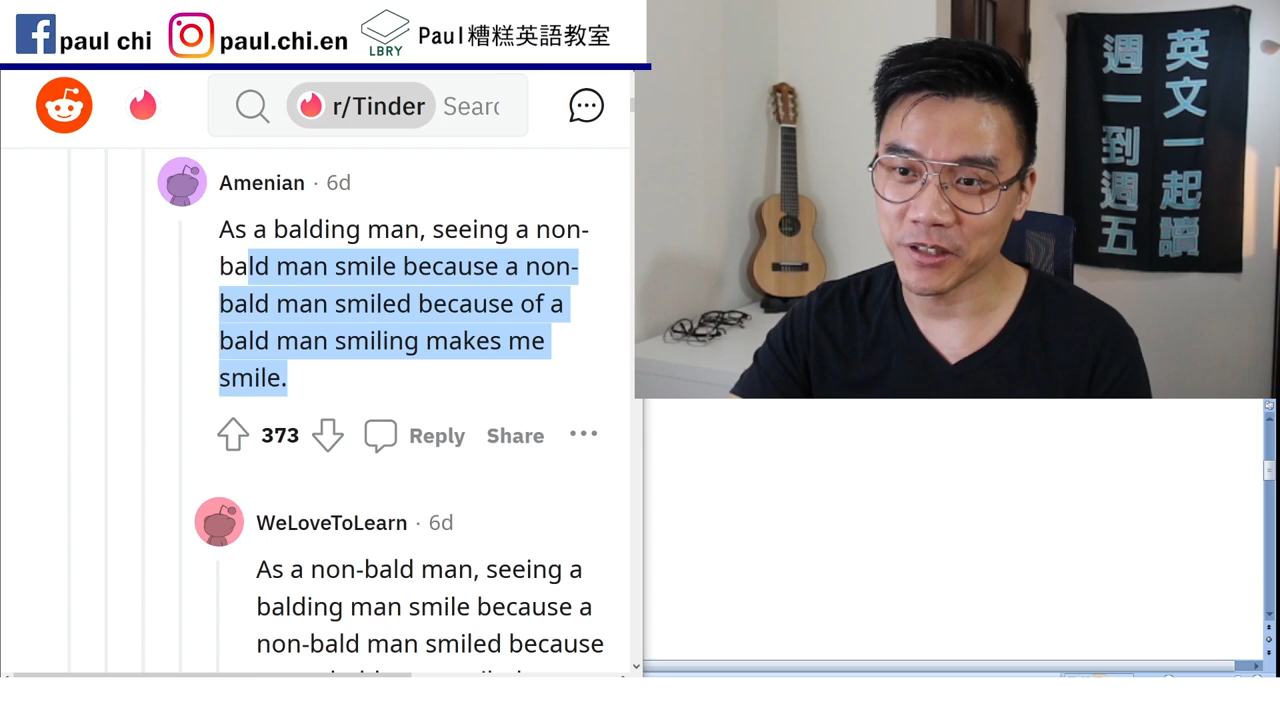 paul chi
paul.chi.en
LBRY
Paul糟糕英語教室
r/Tinder
Searc
Amenian · 6d
As a balding man, seeing a non-
bald man smile because a non-
bald man smiled because of a
bald man smiling makes me
smile.
373
Reply
Share
WeLoveToLearn · 6d
As a non-bald man, seeing a
balding man smile because a
non-bald man smiled because
英文一起讀
週一到週五